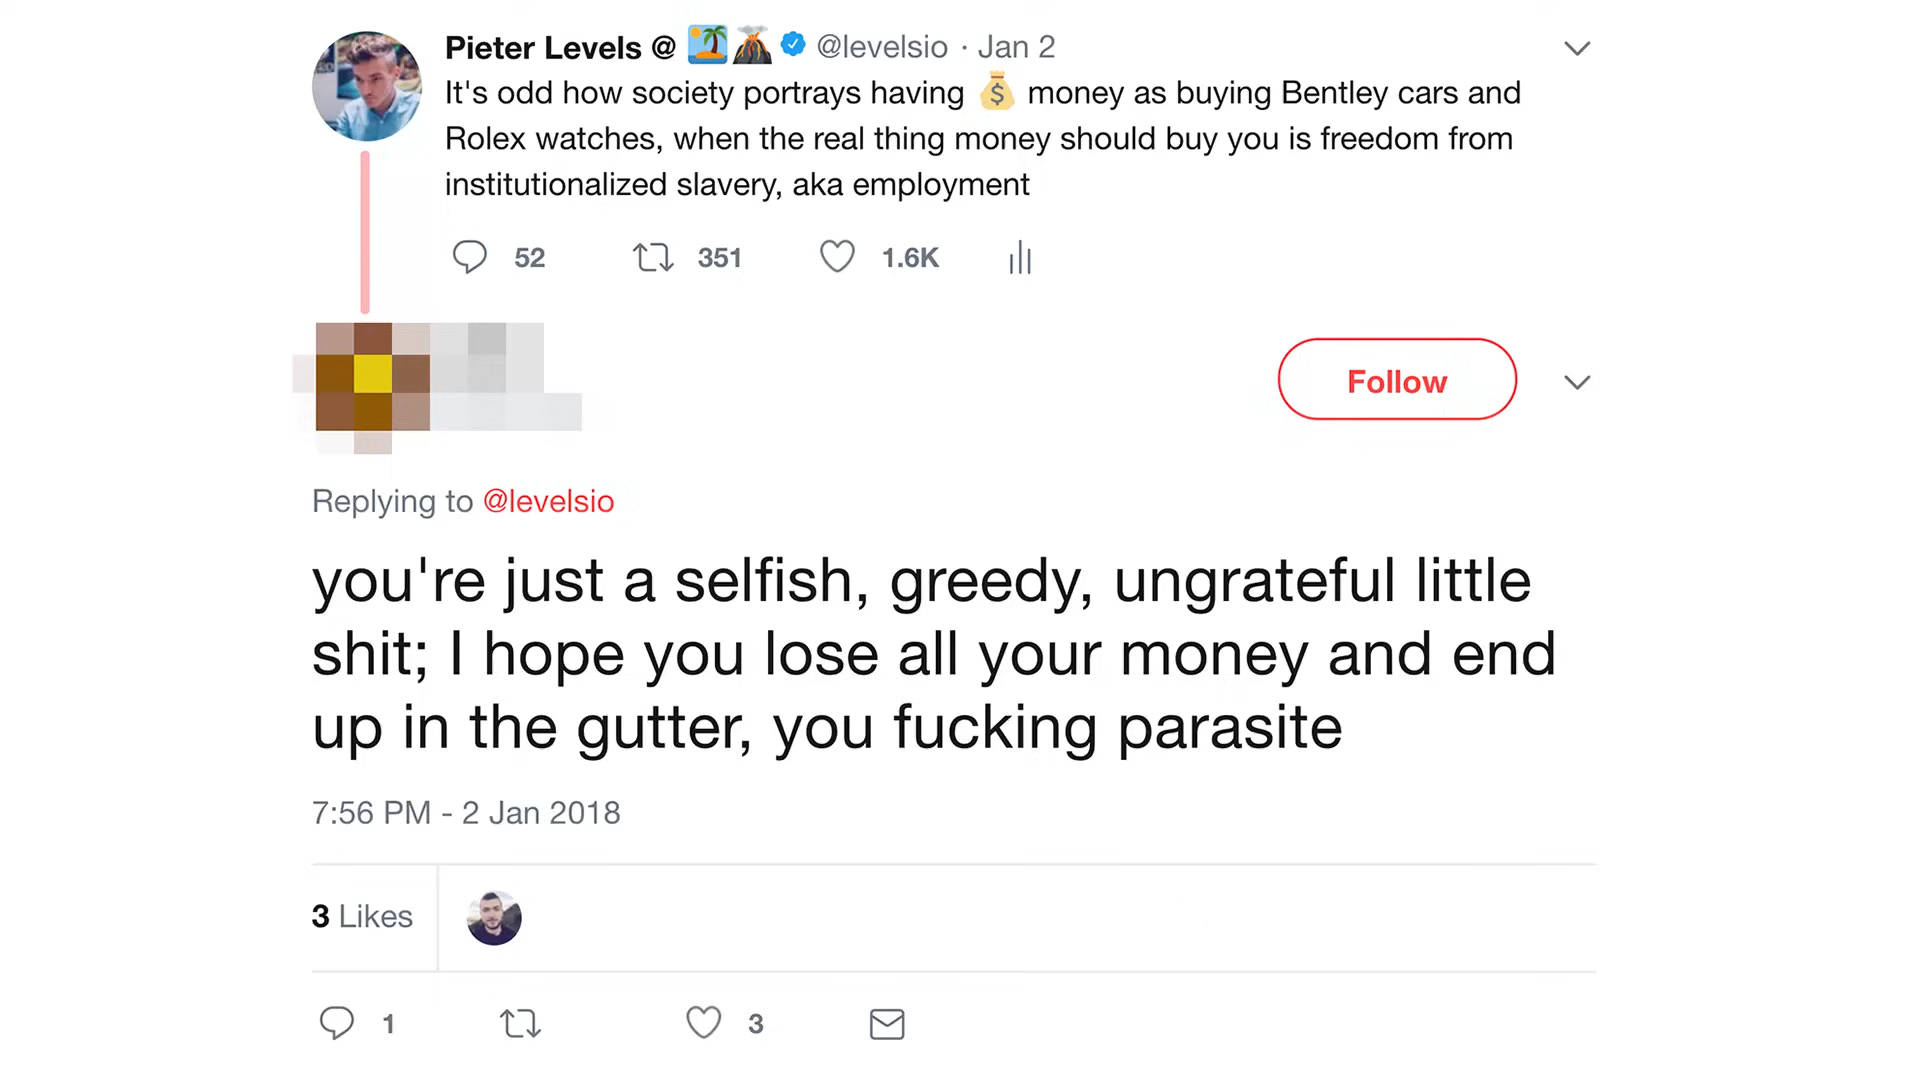 Pieter Levels @ 🏝🌋 @levelsio · Jan 2
It's odd how society portrays having 💰 money as buying Bentley cars and
Rolex watches, when the real thing money should buy you is freedom from
institutionalized slavery, aka employment
52 351 1.6K
Follow
Replying to @levelsio
you're just a selfish, greedy, ungrateful little
shit; I hope you lose all your money and end
up in the gutter, you fucking parasite
7:56 PM - 2 Jan 2018
3 Likes
1 3